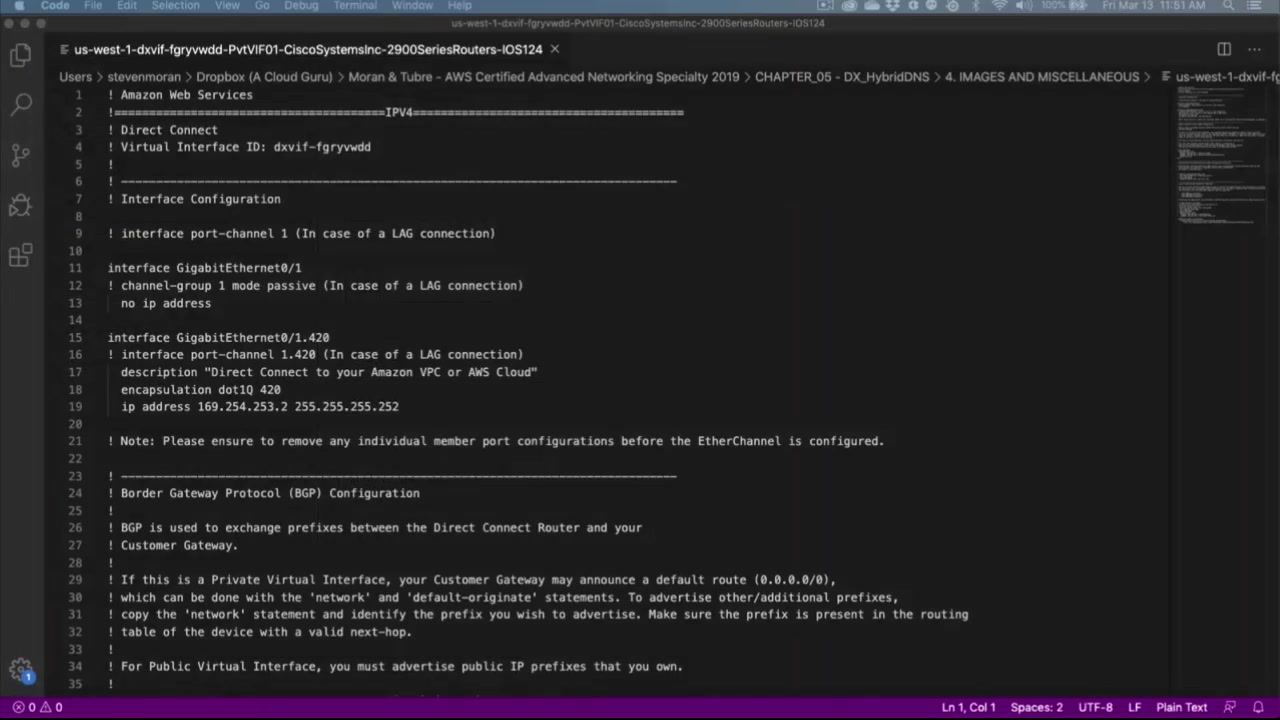 Code File Edit Selection View Go Debug Terminal Window Help 100% Fri Mar 13 11:51 AM
us-west-1-dxvif-fgryvwdd-PvtVIF01-CiscoSystemsInc-2900SeriesRouters-IOS124
us-west-1-dxvif-fgryvwdd-PvtVIF01-CiscoSystemsInc-2900SeriesRouters-IOS124
Users > stevenmoran > Dropbox (A Cloud Guru) > Moran & Tubre - AWS Certified Advanced Networking Specialty 2019 > CHAPTER_05 - DX_HybridDNS > 4. IMAGES AND MISCELLANEOUS > us-west-1-dxvif-f
1 ! Amazon Web Services
2 !=======================================IPV4=======================================
3 ! Direct Connect
4 ! Virtual Interface ID: dxvif-fgryvwdd
5 !
6 ! --------------------------------------------------------------------------------
7 ! Interface Configuration
8
9 ! interface port-channel 1 (In case of a LAG connection)
10
11 interface GigabitEthernet0/1
12 ! channel-group 1 mode passive (In case of a LAG connection)
13 no ip address
14
15 interface GigabitEthernet0/1.420
16 ! interface port-channel 1.420 (In case of a LAG connection)
17 description "Direct Connect to your Amazon VPC or AWS Cloud"
18 encapsulation dot1Q 420
19 ip address 169.254.253.2 255.255.255.252
20
21 ! Note: Please ensure to remove any individual member port configurations before the EtherChannel is configured.
22
23 ! --------------------------------------------------------------------------------
24 ! Border Gateway Protocol (BGP) Configuration
25 !
26 ! BGP is used to exchange prefixes between the Direct Connect Router and your
27 ! Customer Gateway.
28 !
29 ! If this is a Private Virtual Interface, your Customer Gateway may announce a default route (0.0.0.0/0),
30 ! which can be done with the 'network' and 'default-originate' statements. To advertise other/additional prefixes,
31 ! copy the 'network' statement and identify the prefix you wish to advertise. Make sure the prefix is present in the routing
32 ! table of the device with a valid next-hop.
33 !
34 ! For Public Virtual Interface, you must advertise public IP prefixes that you own.
35 !
1
0 0 Ln 1, Col 1 Spaces: 2 UTF-8 LF Plain Text